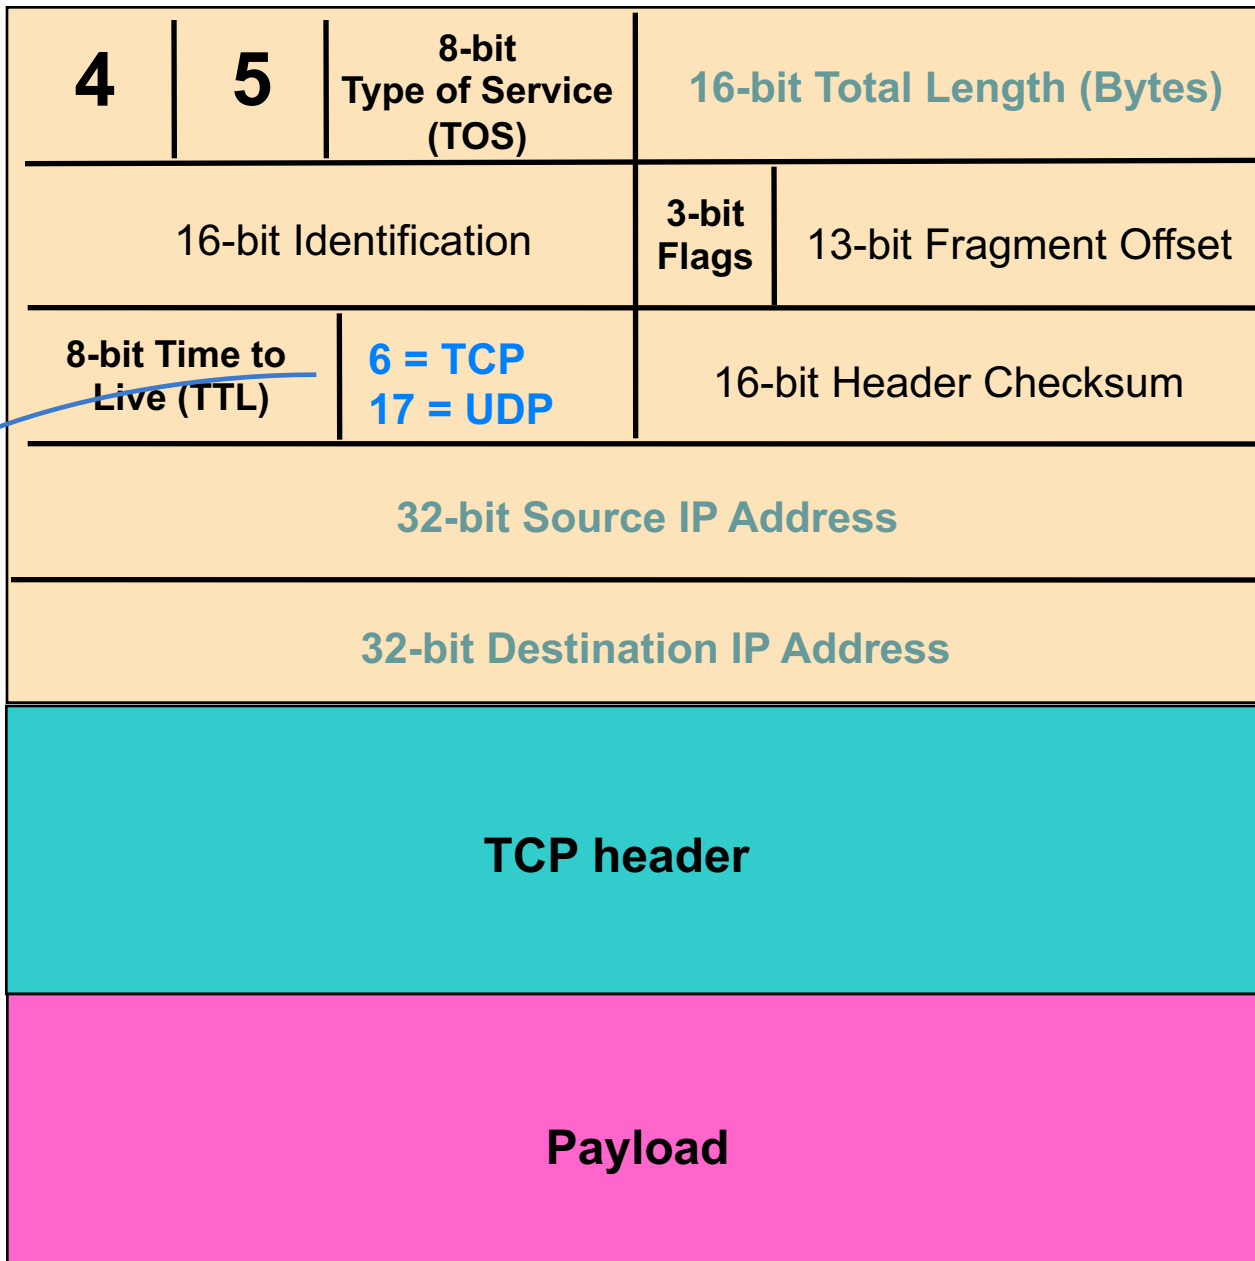 4
5
8-bit
Type of Service
(TOS)
16-bit Total Length (Bytes)
16-bit Identification
3-bit
Flags
13-bit Fragment Offset
8-bit Time to
Live (TTL)
6 = TCP
17 = UDP
16-bit Header Checksum
32-bit Source IP Address
32-bit Destination IP Address
TCP header
Payload